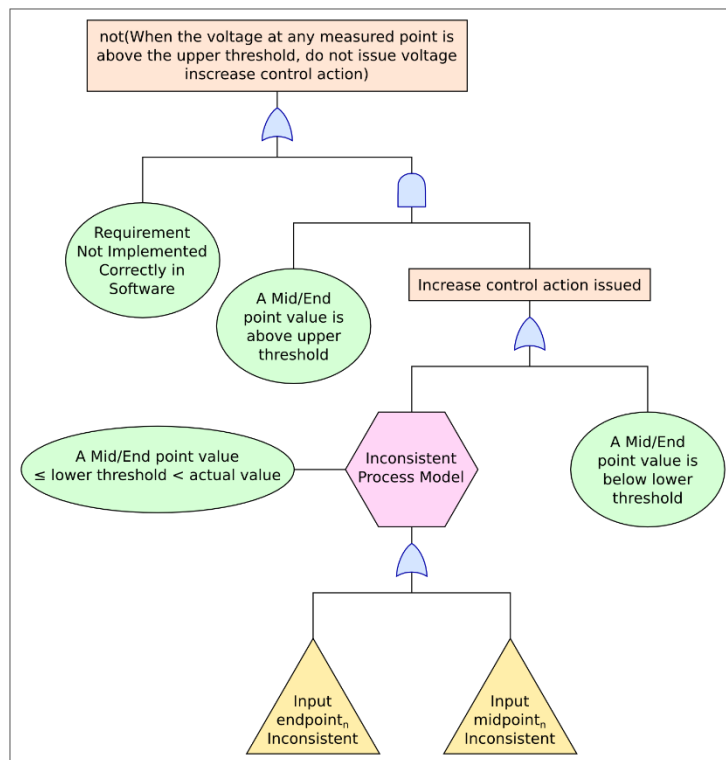 not(When the voltage at any measured point is
above the upper threshold, do not issue voltage
inscrease control action)
Requirement
Not Implemented
Correctly in
Software
A Mid/End
point value is
above upper
threshold
Increase control action issued
A Mid/End point value
≤ lower threshold < actual value
Inconsistent
Process Model
A Mid/End
point value is
below lower
threshold
Input
endpointₙ
Inconsistent
Input
midpointₙ
Inconsistent